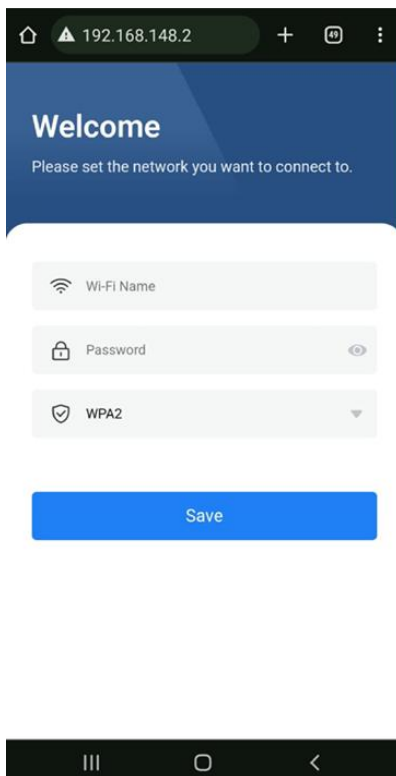 192.168.148.2
49
Welcome
Please set the network you want to connect to.
Wi-Fi Name
Password
WPA2
Save